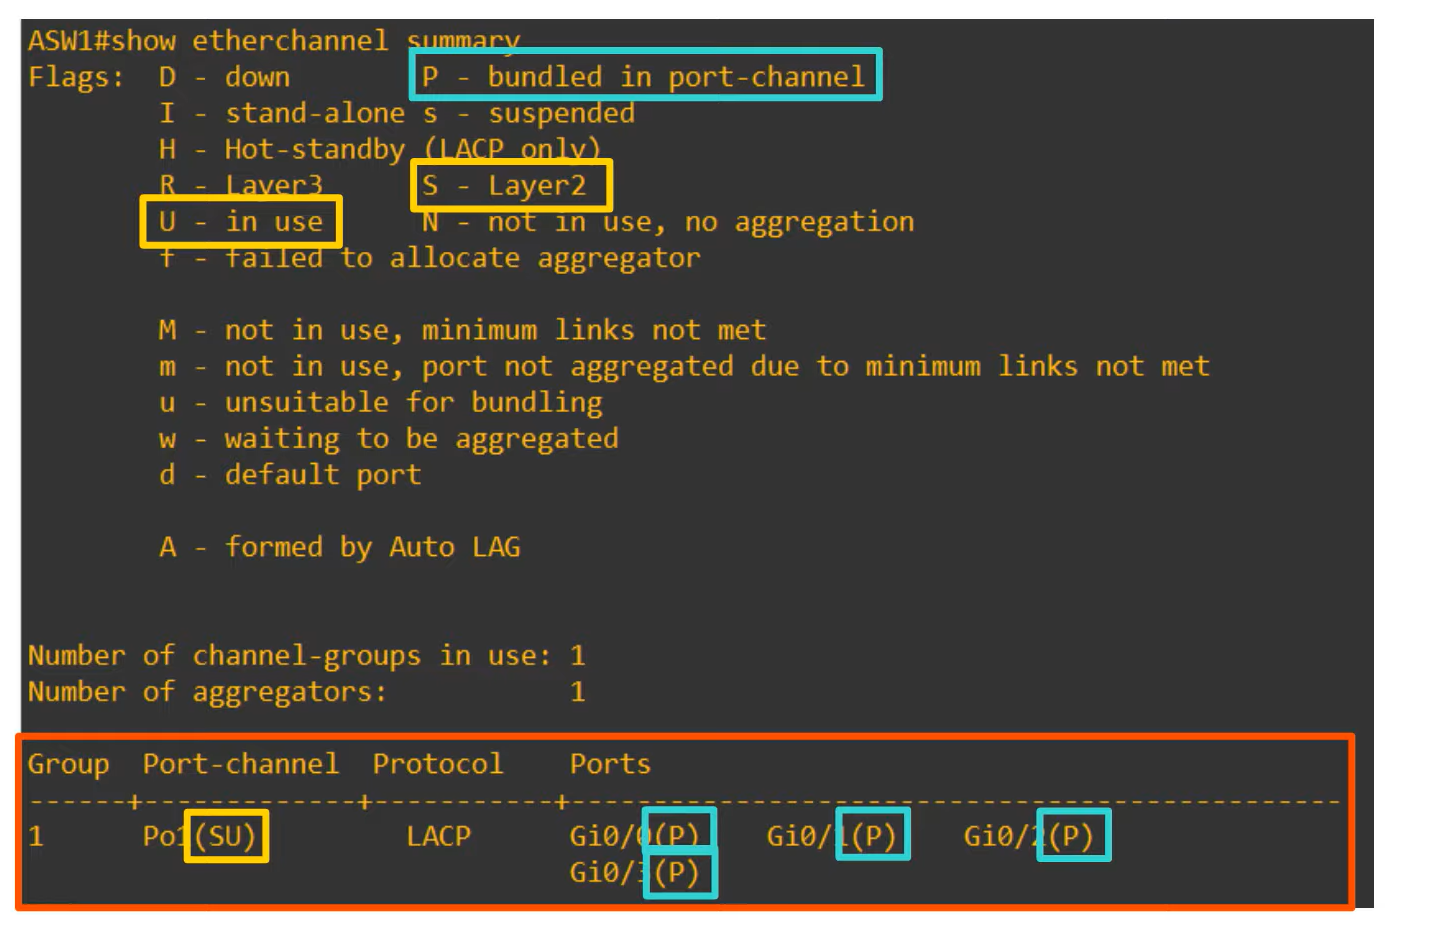 ASW1#show etherchannel summary
Flags:  D - down        P - bundled in port-channel
        I - stand-alone s - suspended
        H - Hot-standby (LACP only)
        R - Layer3      S - Layer2
        U - in use      N - not in use, no aggregation
        f - failed to allocate aggregator
        M - not in use, minimum links not met
        m - not in use, port not aggregated due to minimum links not met
        u - unsuitable for bundling
        w - waiting to be aggregated
        d - default port
        A - formed by Auto LAG
Number of channel-groups in use: 1
Number of aggregators:           1
Group  Port-channel  Protocol    Ports
------+-------------+-----------+-----------------------------------------------
1      Po1(SU)         LACP      Gi0/0(P)    Gi0/1(P)    Gi0/2(P)
                                 Gi0/3(P)